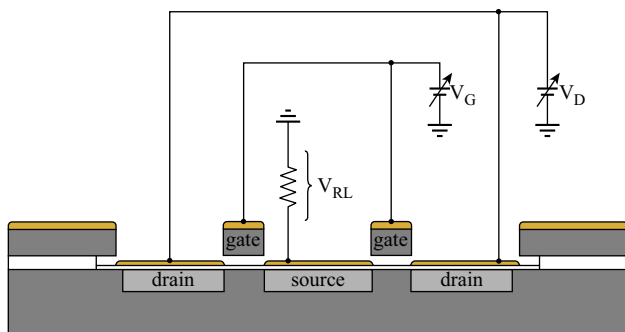 V_G
V_D
V_RL
gate
gate
drain
source
drain